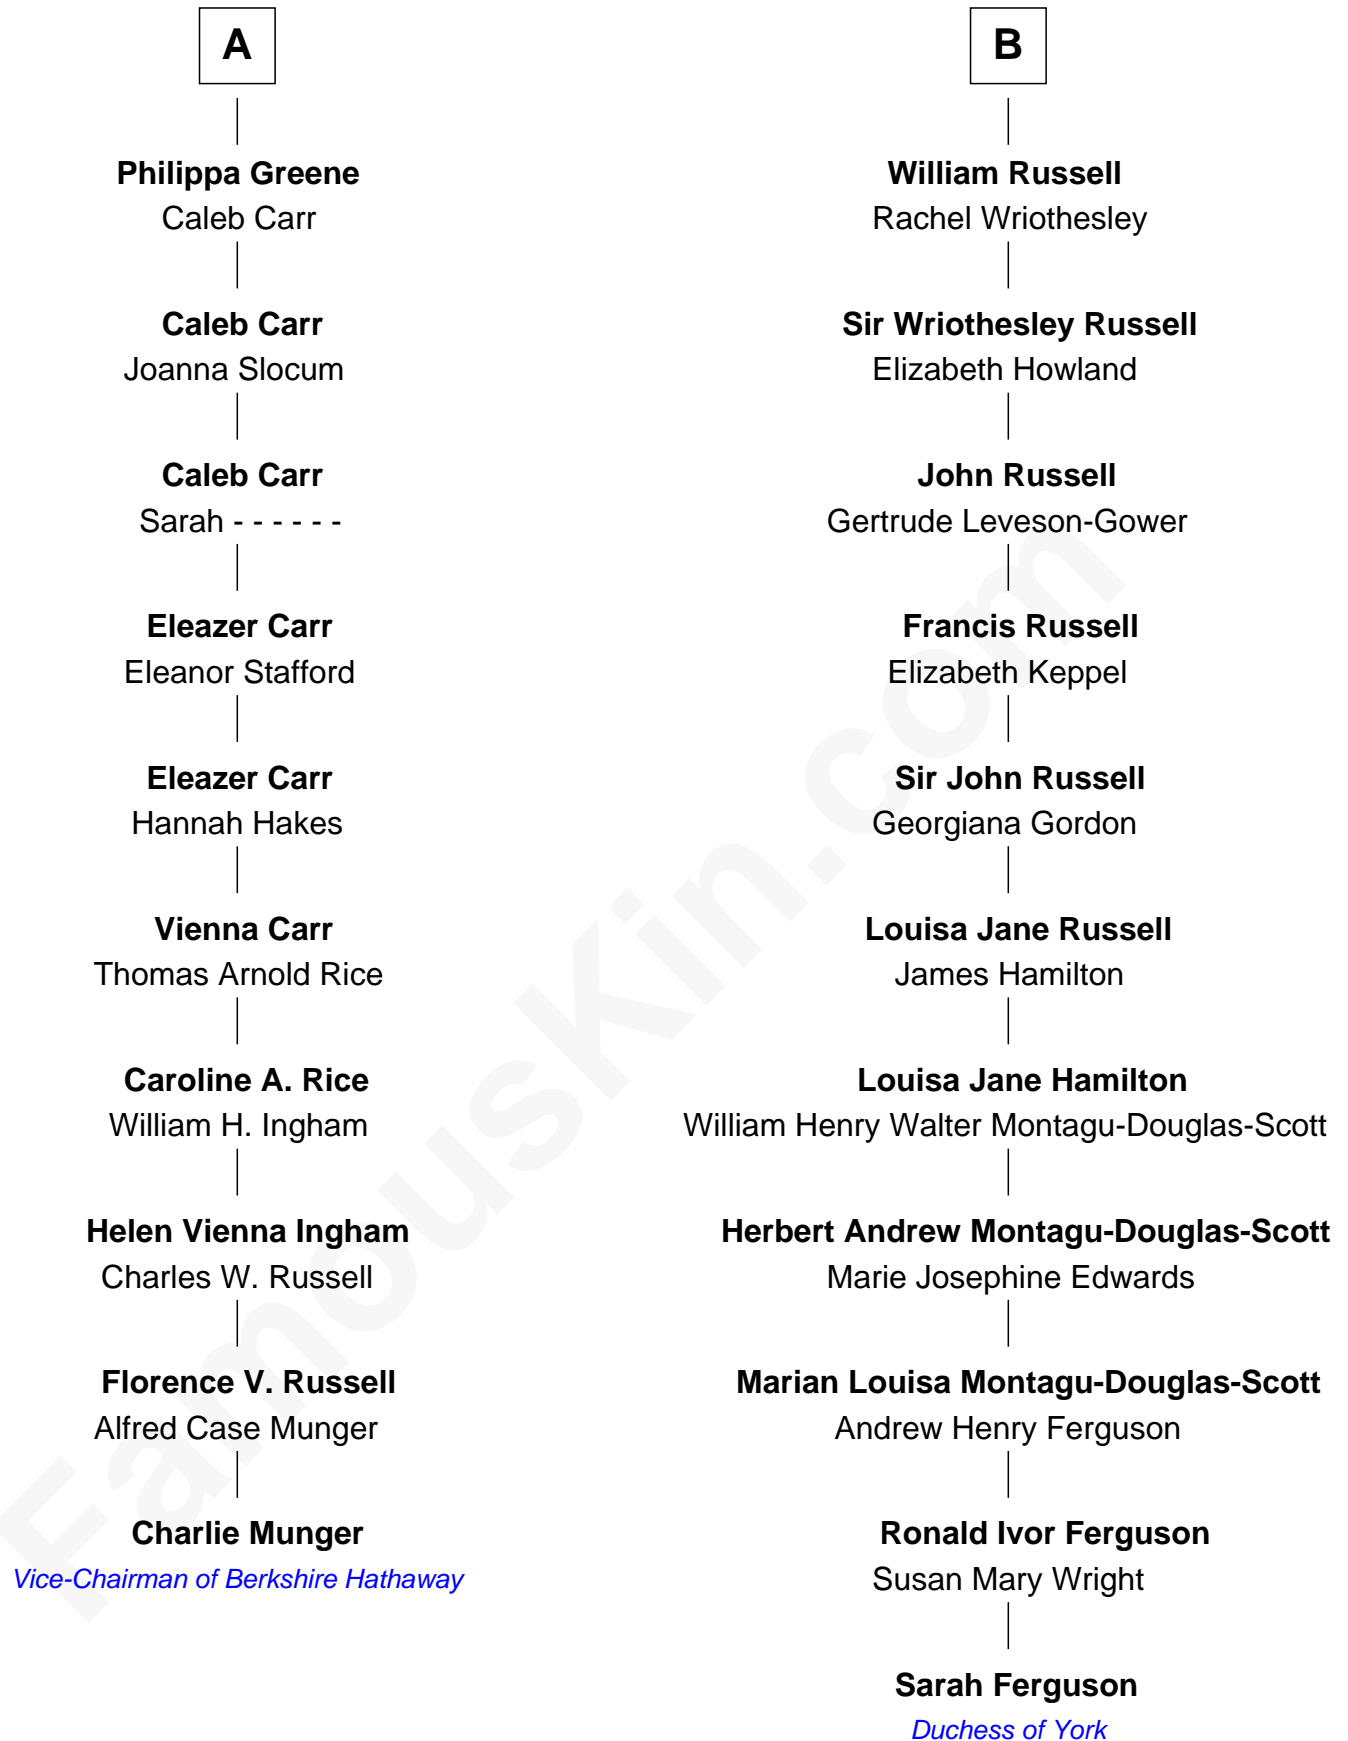 A
Philippa Greene
Caleb Carr
Caleb Carr
Joanna Slocum
Caleb Carr
Sarah - - - - - -
Eleazer Carr
Eleanor Stafford
Eleazer Carr
Hannah Hakes
Vienna Carr
Thomas Arnold Rice
Caroline A. Rice
William H. Ingham
Helen Vienna Ingham
Charles W. Russell
Florence V. Russell
Alfred Case Munger
Charlie Munger
Vice-Chairman of Berkshire Hathaway
B
William Russell
Rachel Wriothesley
Sir Wriothesley Russell
Elizabeth Howland
John Russell
Gertrude Leveson-Gower
Francis Russell
Elizabeth Keppel
Sir John Russell
Georgiana Gordon
Louisa Jane Russell
James Hamilton
Louisa Jane Hamilton
William Henry Walter Montagu-Douglas-Scott
Herbert Andrew Montagu-Douglas-Scott
Marie Josephine Edwards
Marian Louisa Montagu-Douglas-Scott
Andrew Henry Ferguson
Ronald Ivor Ferguson
Susan Mary Wright
Sarah Ferguson
Duchess of York
FamousKin.com